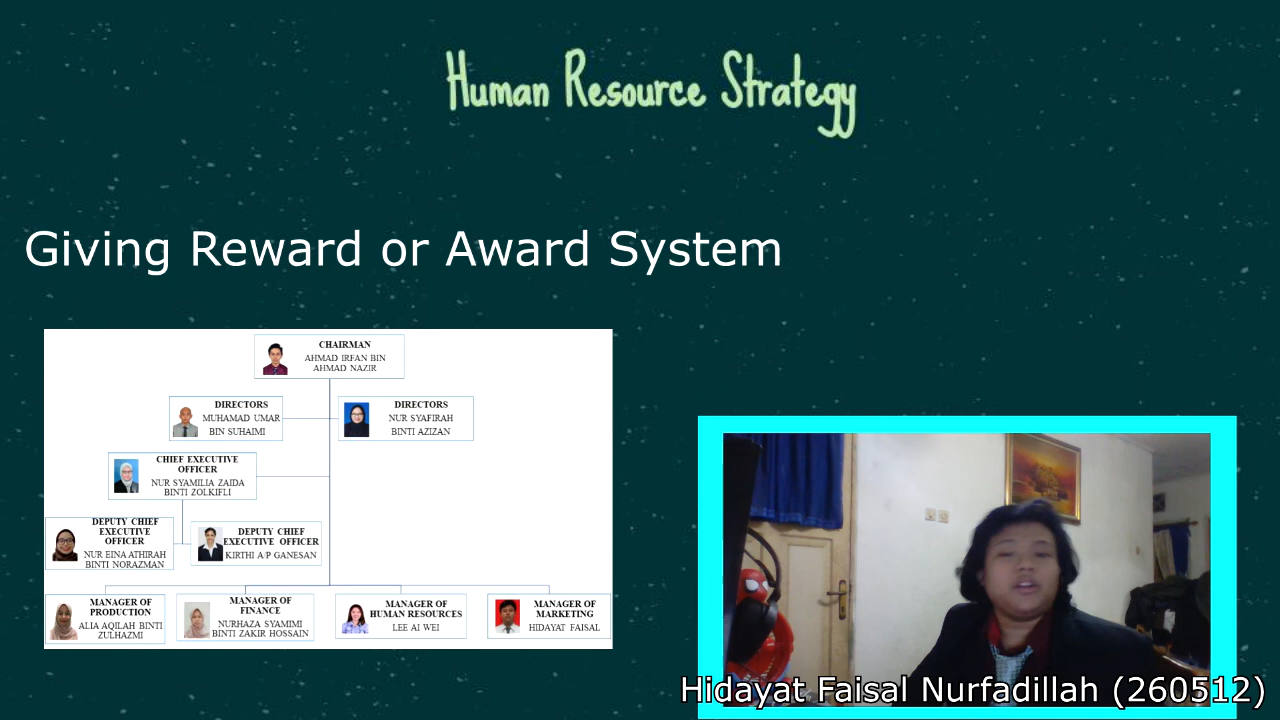 Human Resource Strategy
Giving Reward or Award System
CHAIRMAN
AHMAD IRFAN BIN
AHMAD NAZIR
DIRECTORS
MUHAMAD UMAR
BIN SUHAIMI
DIRECTORS
NUR SYAFIRAH
BINTI AZIZAN
CHIEF EXECUTIVE
OFFICER
NUR SYAMILIA ZAIDA
BINTI ZOLKIFLI
DEPUTY CHIEF
EXECUTIVE
OFFICER
NUR EINA ATHIRAH
BINTI NORAZMAN
DEPUTY CHIEF
EXECUTIVE OFFICER
KIRTHI A/P GANESAN
MANAGER OF
PRODUCTION
ALIA AQILAH BINTI
ZULHAZMI
MANAGER OF
FINANCE
NURHAZA SYAMIMI
BINTI ZAKIR HOSSAIN
MANAGER OF
HUMAN RESOURCES
LEE AI WEI
MANAGER OF
MARKETING
HIDAYAT FAISAL
Hidayat Faisal Nurfadillah (260512)